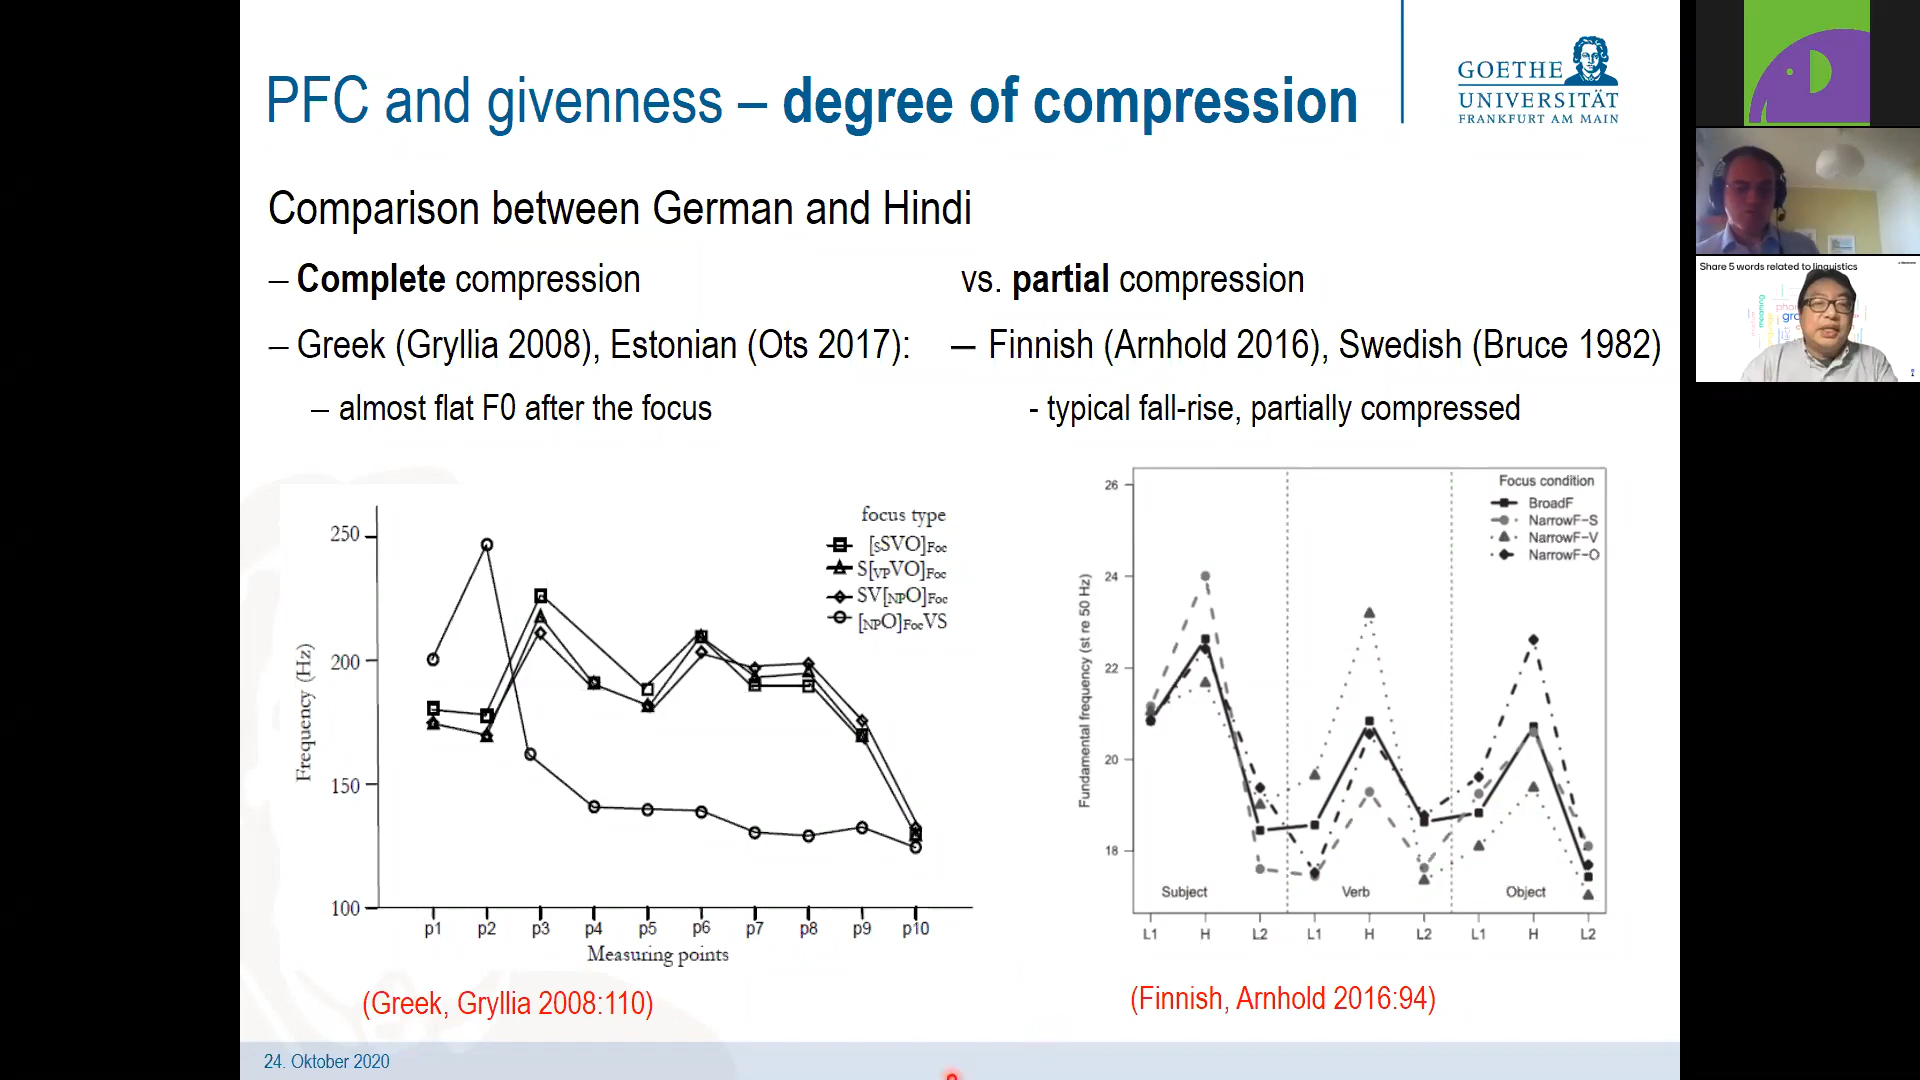 PFC and givenness – degree of compression
GOETHE
UNIVERSITÄT
FRANKFURT AM MAIN
Comparison between German and Hindi
– Complete compression
vs. partial compression
– Greek (Gryllia 2008), Estonian (Ots 2017):
– Finnish (Arnhold 2016), Swedish (Bruce 1982)
– almost flat F0 after the focus
- typical fall-rise, partially compressed
focus type
[SSVO]Foc
S[VPVO]Foc
SV[NPO]Foc
[NPO]FocVS
Frequency (Hz)
250
200
150
100
p1 p2 p3 p4 p5 p6 p7 p8 p9 p10
Measuring points
(Greek, Gryllia 2008:110)
Focus condition
BroadF
NarrowF-S
NarrowF-V
NarrowF-O
Fundamental frequency (st re 50 Hz)
26
24
22
20
18
Subject Verb Object
L1 H L2 L1 H L2 L1 H L2
(Finnish, Arnhold 2016:94)
24. Oktober 2020
Share 5 words related to linguistics
meaning